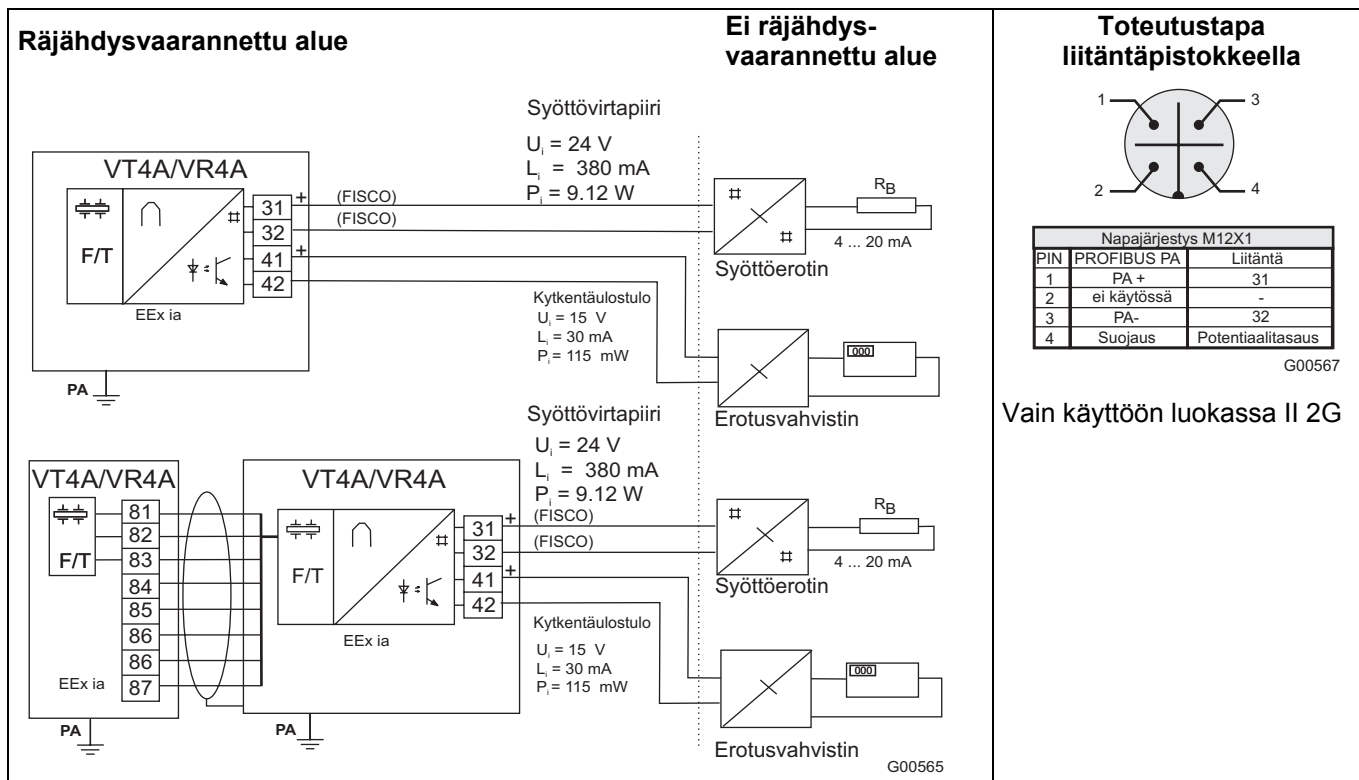 Räjähdysvaarannettu alue
Ei räjähdys-
vaarannettu alue
Syöttövirtapiiri
Uᵢ = 24 V
Lᵢ = 380 mA
Pᵢ = 9.12 W
VT4A/VR4A
F/T
31 +
32
41 +
42
(FISCO)
(FISCO)
EEx ia
PA
Kytkentäulostulo
Uᵢ = 15 V
Lᵢ = 30 mA
Pᵢ = 115 mW
RB
4 ... 20 mA
Syöttöerotin
000
Erotusvahvistin
Syöttövirtapiiri
Uᵢ = 24 V
Lᵢ = 380 mA
Pᵢ = 9.12 W
VT4A/VR4A
F/T
81
82
83
84
85
86
86
87
EEx ia
PA
VT4A/VR4A
F/T
31 +
32
41 +
42
(FISCO)
(FISCO)
EEx ia
PA
Kytkentäulostulo
Uᵢ = 15 V
Lᵢ = 30 mA
Pᵢ = 115 mW
RB
4 ... 20 mA
Syöttöerotin
000
Erotusvahvistin
G00565
Toteutustapa
liitäntäpistokkeella
1 3
2 4
Napajärjestys M12X1
PIN PROFIBUS PA Liitäntä
1 PA + 31
2 ei käytössä -
3 PA- 32
4 Suojaus Potentiaalitasaus
G00567
Vain käyttöön luokassa II 2G